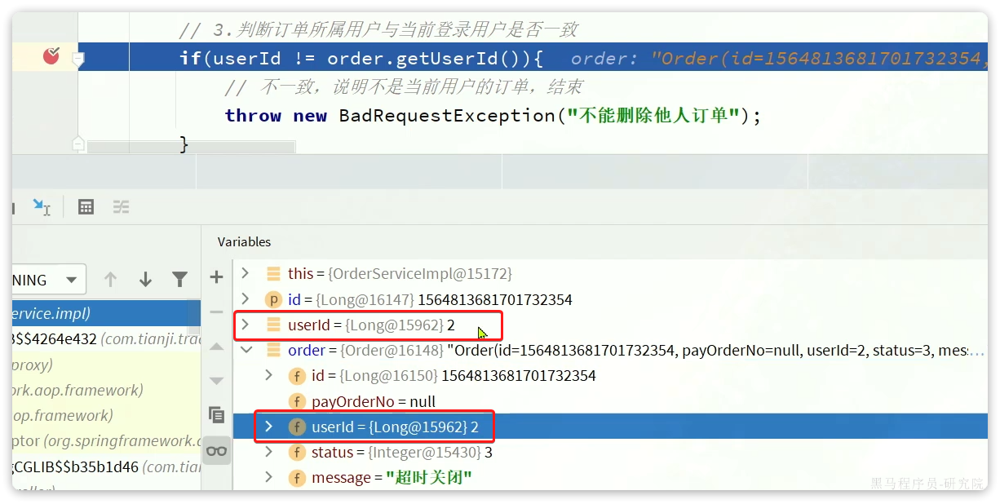 // 3.判断订单所属用户与当前登录用户是否一致
if(userId != order.getUserId()){ order: "Order(id=1564813681701732354,
// 不一致，说明不是当前用户的订单，结束
throw new BadRequestException("不能删除他人订单");
}
Variables
NING
ervice.impl)
B$$4264e432 (com.tianji.trad
proxy)
ork.aop.framework)
op.framework)
ptor (org.springframework.a
gCGLIB$$b35b1d46 (com.tian
this = {OrderServiceImpl@15172}
p id = {Long@16147} 1564813681701732354
userId = {Long@15962} 2
order = {Order@16148} "Order(id=1564813681701732354, payOrderNo=null, userId=2, status=3, mes...
f id = {Long@16150} 1564813681701732354
f payOrderNo = null
f userId = {Long@15962} 2
f status = {Integer@15430} 3
f message = "超时关闭"
黑马程序员-研究院